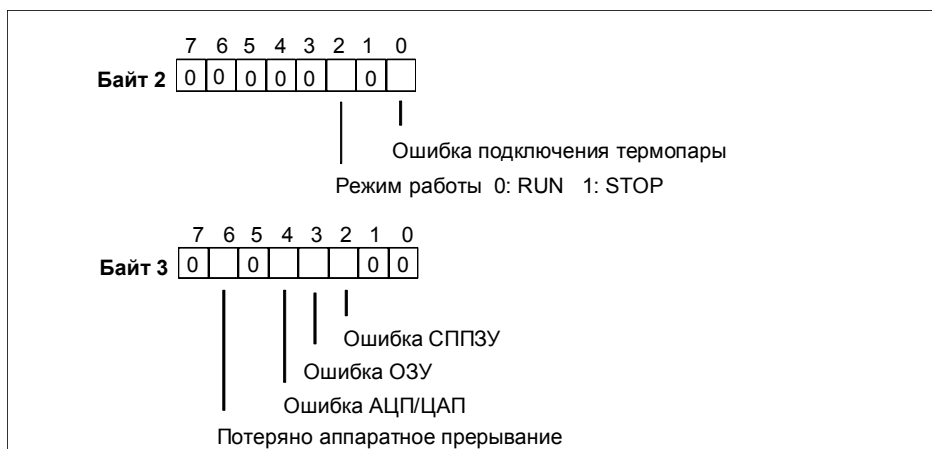 7 6 5 4 3 2 1 0
Байт 2 0 0 0 0 0 0
Ошибка подключения термопары
Режим работы 0: RUN 1: STOP
7 6 5 4 3 2 1 0
Байт 3 0 0 0 0
Ошибка СППЗУ
Ошибка ОЗУ
Ошибка АЦП/ЦАП
Потеряно аппаратное прерывание